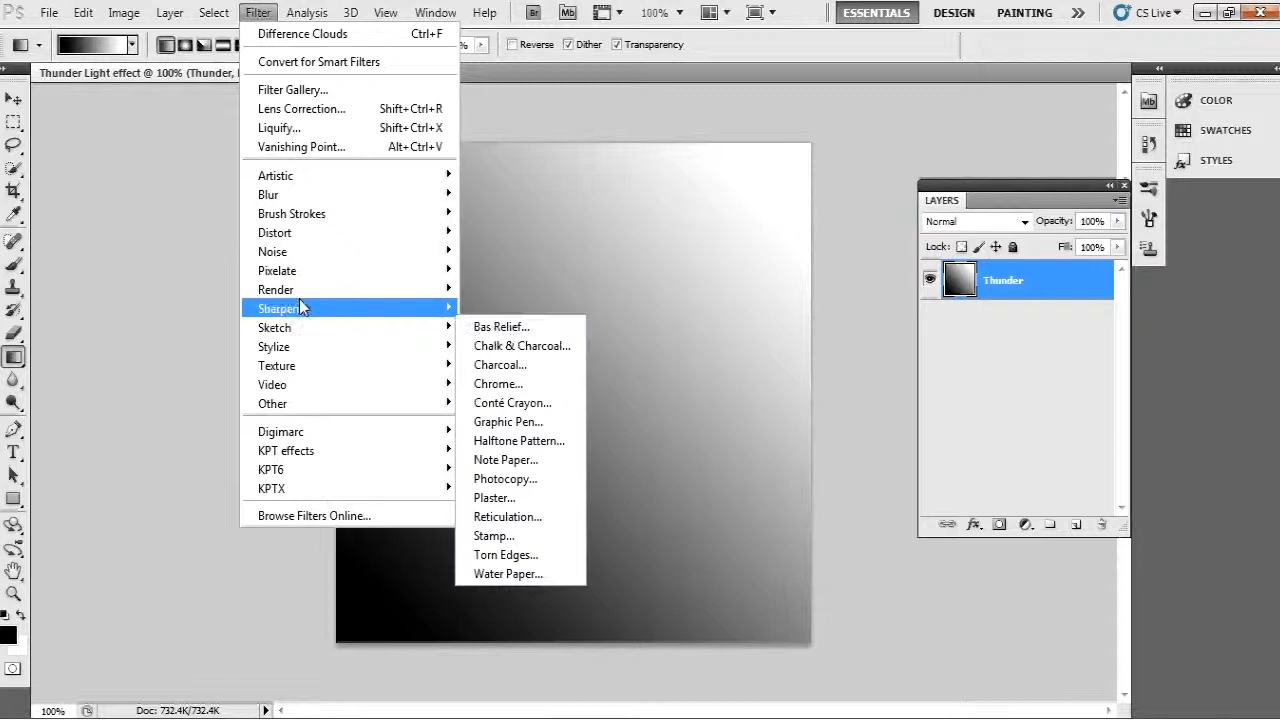 PS File Edit Image Layer Select Filter Analysis 3D View Window Help Br Mb 100% ESSENTIALS DESIGN PAINTING CS Live
% Reverse Dither Transparency
Thunder Light effect @ 100% (Thunder,
Difference Clouds Ctrl+F
Convert for Smart Filters
Filter Gallery...
Lens Correction... Shift+Ctrl+R
Liquify... Shift+Ctrl+X
Vanishing Point... Alt+Ctrl+V
Artistic
Blur
Brush Strokes
Distort
Noise
Pixelate
Render
Sharpen
Sketch
Stylize
Texture
Video
Other
Digimarc
KPT effects
KPT6
KPTX
Browse Filters Online...
Bas Relief...
Chalk & Charcoal...
Charcoal...
Chrome...
Conté Crayon...
Graphic Pen...
Halftone Pattern...
Note Paper...
Photocopy...
Plaster...
Reticulation...
Stamp...
Torn Edges...
Water Paper...
LAYERS
Normal Opacity: 100%
Lock: Fill: 100%
Thunder
fx
Mb
COLOR
SWATCHES
STYLES
T
100% Doc: 732.4K/732.4K